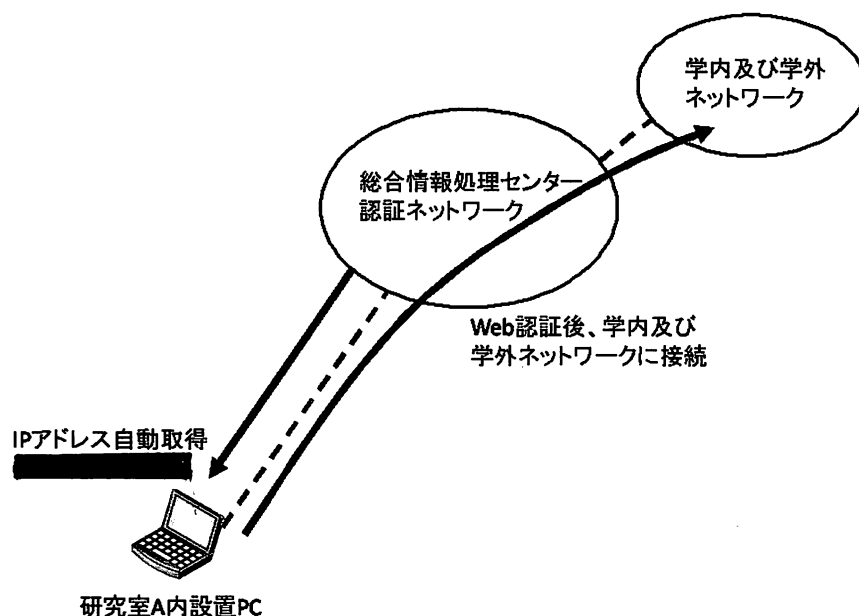 学内及び学外
ネットワーク
総合情報処理センター
認証ネットワーク
Web認証後、学内及び
学外ネットワークに接続
IPアドレス自動取得
研究室A内設置PC